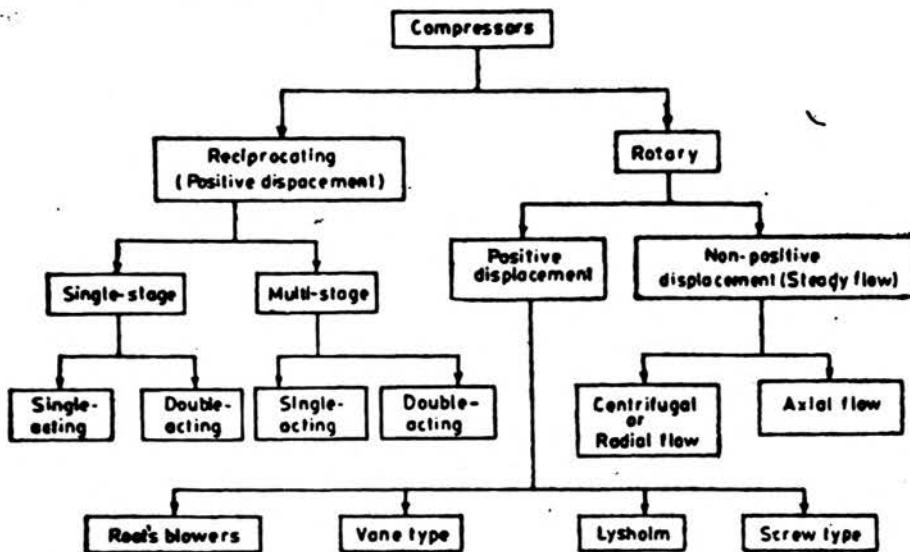 Compressors
Reciprocating
(Positive dispacement)
Rotary
Positive
displacement
Non-positive
displacement (Steady flow)
Single-stage
Multi-stage
Single-
acting
Double-
acting
Single-
acting
Double-
acting
Centrifugal
or
Radial flow
Axial flow
Root's blowers
Vane type
Lysholm
Screw type